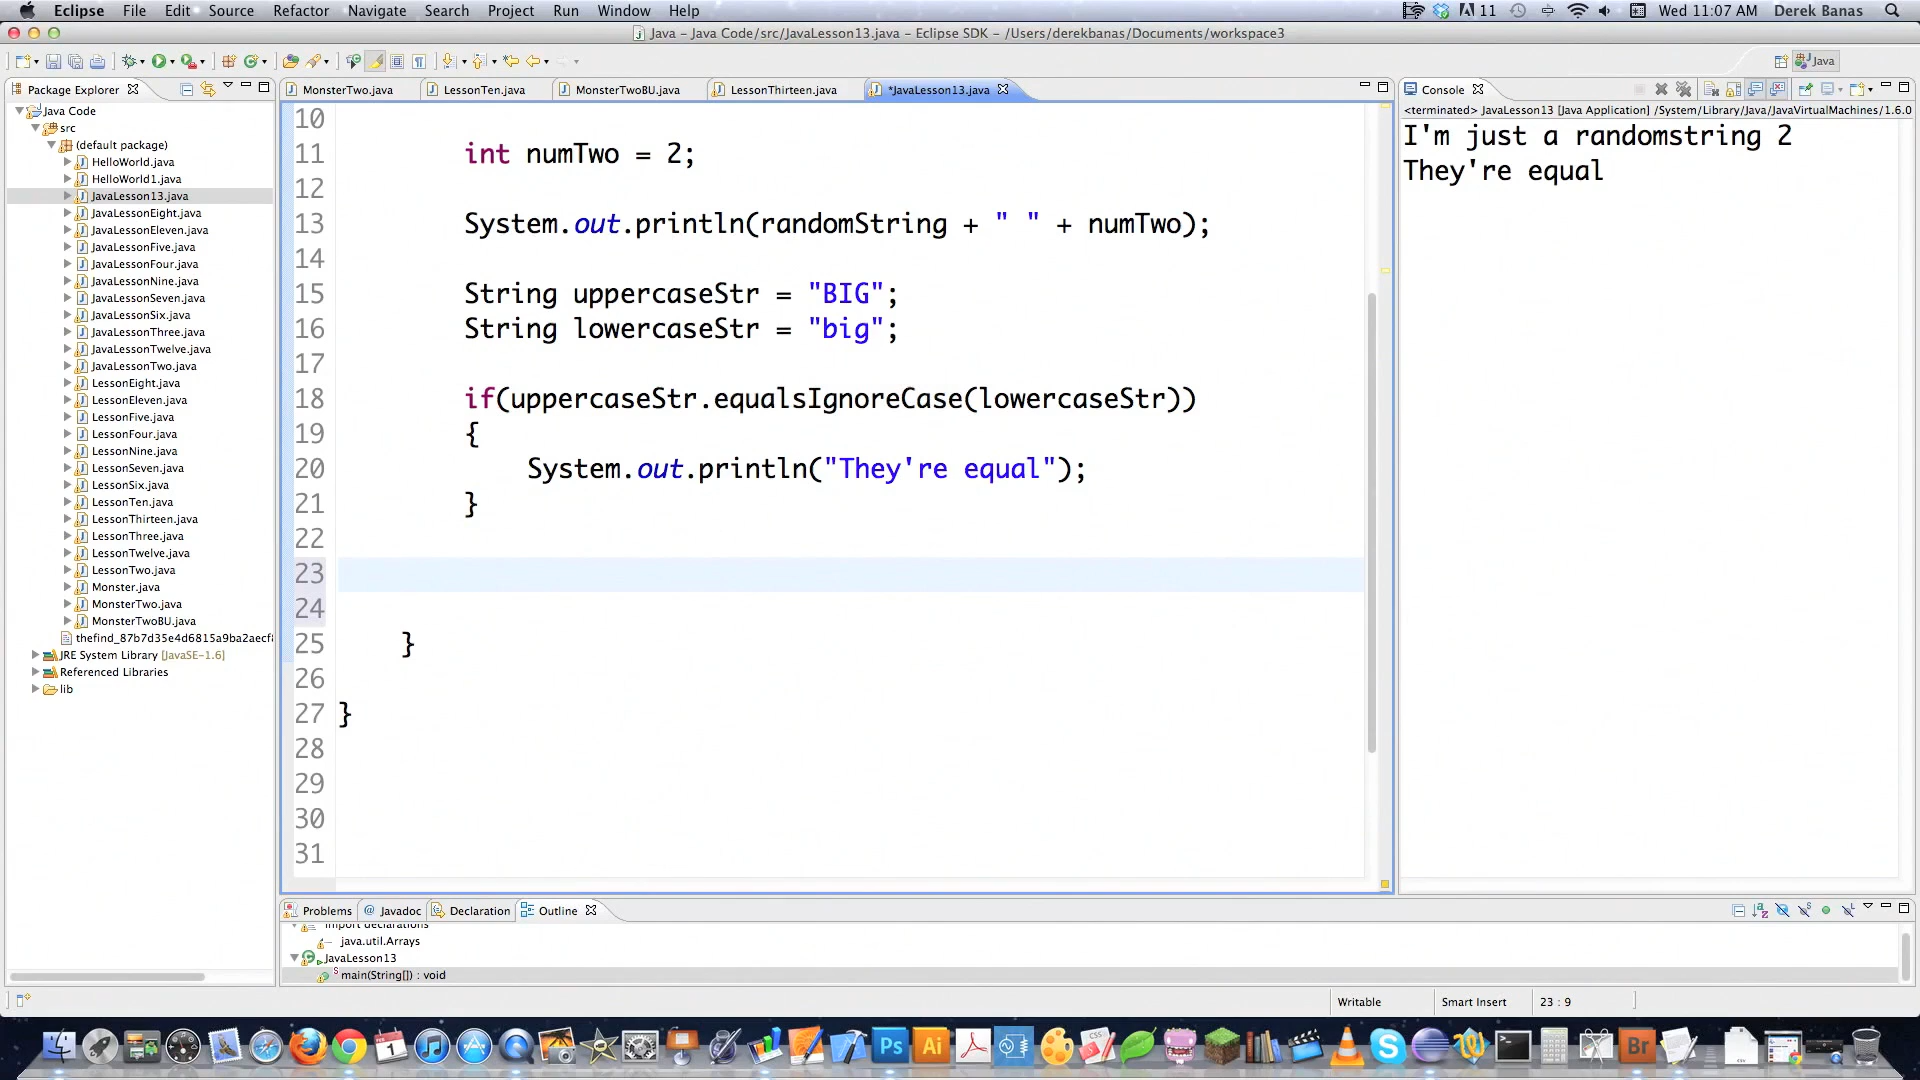 Eclipse File Edit Source Refactor Navigate Search Project Run Window Help 11 Wed 11:07 AM Derek Banas
Java – Java Code/src/JavaLesson13.java – Eclipse SDK – /Users/derekbanas/Documents/workspace3
Java
Package Explorer
Java Code
src
(default package)
HelloWorld.java
HelloWorld1.java
JavaLesson13.java
JavaLessonEight.java
JavaLessonEleven.java
JavaLessonFive.java
JavaLessonFour.java
JavaLessonNine.java
JavaLessonSeven.java
JavaLessonSix.java
JavaLessonThree.java
JavaLessonTwelve.java
JavaLessonTwo.java
LessonEight.java
LessonEleven.java
LessonFive.java
LessonFour.java
LessonNine.java
LessonSeven.java
LessonSix.java
LessonTen.java
LessonThirteen.java
LessonThree.java
LessonTwelve.java
LessonTwo.java
Monster.java
MonsterTwo.java
MonsterTwoBU.java
thefind_87b7d35e4d6815a9ba2aecf8
JRE System Library [JavaSE-1.6]
Referenced Libraries
lib
MonsterTwo.java LessonTen.java MonsterTwoBU.java LessonThirteen.java *JavaLesson13.java
10
11 int numTwo = 2;
12
13 System.out.println(randomString + " " + numTwo);
14
15 String uppercaseStr = "BIG";
16 String lowercaseStr = "big";
17
18 if(uppercaseStr.equalsIgnoreCase(lowercaseStr))
19 {
20 System.out.println("They're equal");
21 }
22
23
24
25 }
26
27 }
28
29
30
31
Console
<terminated> JavaLesson13 [Java Application] /System/Library/Java/JavaVirtualMachines/1.6.0
I'm just a randomstring 2
They're equal
Problems @ Javadoc Declaration Outline
import declarations
java.util.Arrays
JavaLesson13
main(String[]) : void
Writable Smart Insert 23 : 9
1 Ps Ai Br